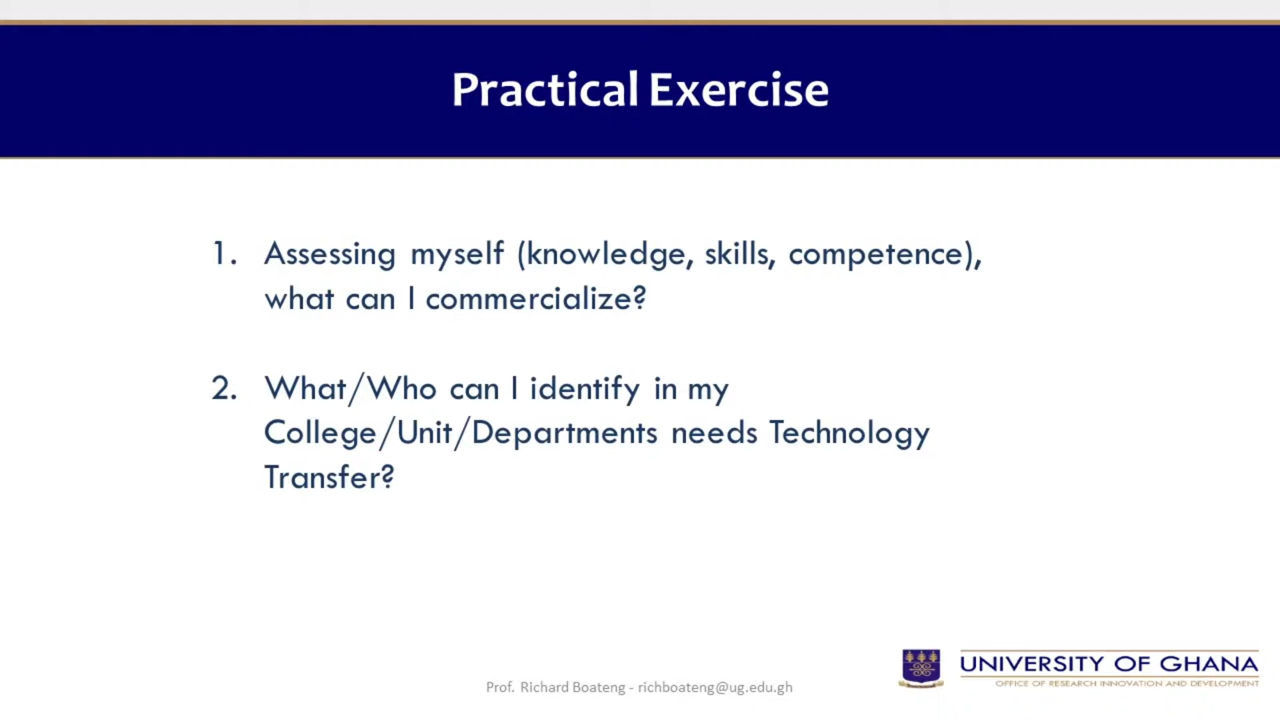 Practical Exercise
1. Assessing myself (knowledge, skills, competence),
what can I commercialize?
2. What/Who can I identify in my
College/Unit/Departments needs Technology
Transfer?
Prof. Richard Boateng - richboateng@ug.edu.gh
UNIVERSITY OF GHANA
OFFICE OF RESEARCH INNOVATION AND DEVELOPMENT